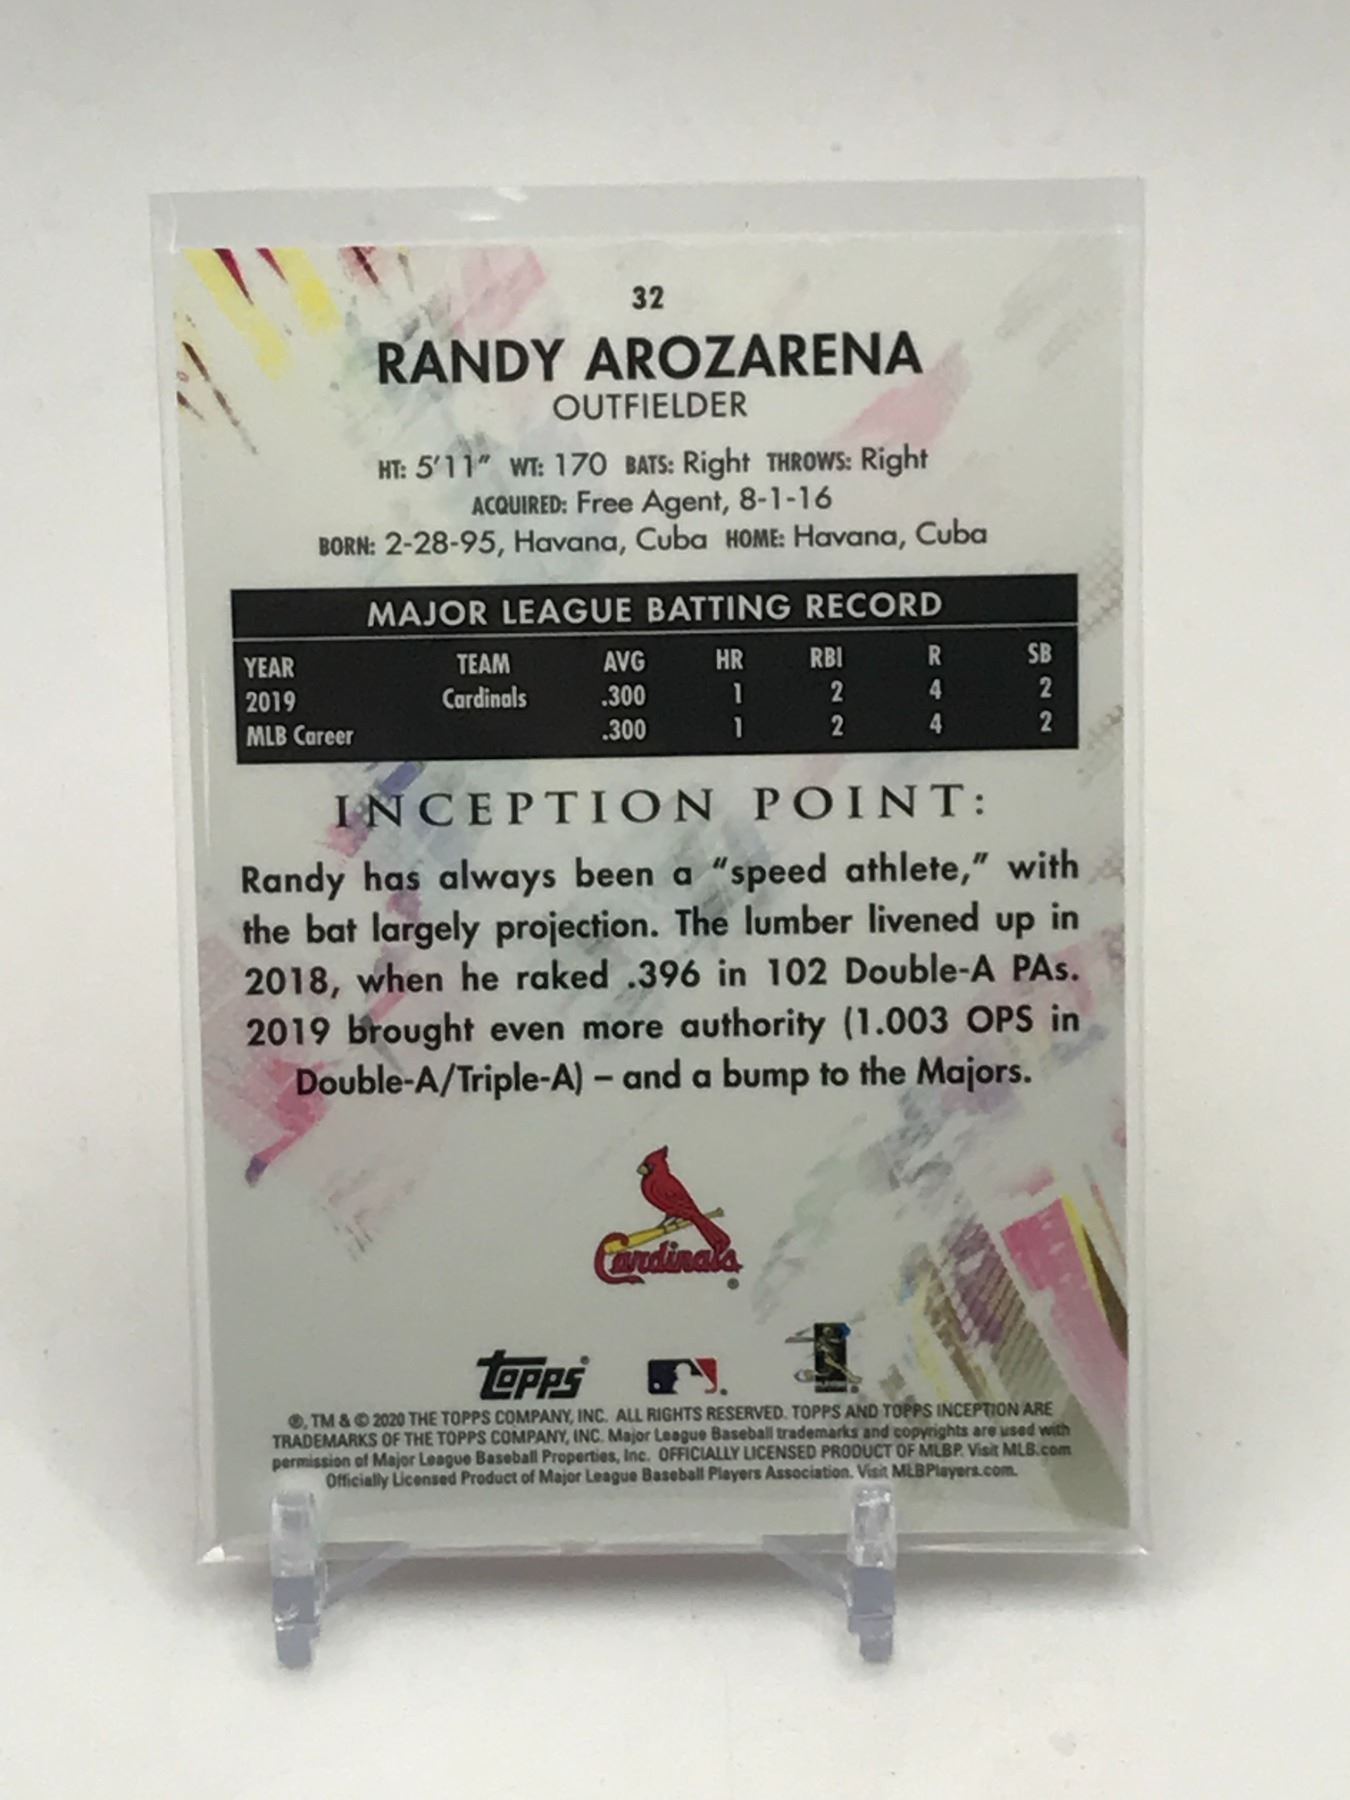 32
RANDY AROZARENA
OUTFIELDER
HT: 5'11" WT: 170 BATS: Right THROWS: Right
ACQUIRED: Free Agent, 8-1-16
BORN: 2-28-95, Havana, Cuba HOME: Havana, Cuba
MAJOR LEAGUE BATTING RECORD
YEAR TEAM AVG HR RBI R SB
2019 Cardinals .300 1 2 4 2
MLB Career .300 1 2 4 2
INCEPTION POINT:
Randy has always been a “speed athlete,” with
the bat largely projection. The lumber livened up in
2018, when he raked .396 in 102 Double-A PAs.
2019 brought even more authority (1.003 OPS in
Double-A/Triple-A) – and a bump to the Majors.
Cardinals ®
Topps®
®, TM & © 2020 THE TOPPS COMPANY, INC. ALL RIGHTS RESERVED. TOPPS AND TOPPS INCEPTION ARE
TRADEMARKS OF THE TOPPS COMPANY, INC. Major League Baseball trademarks and copyrights are used with
permission of Major League Baseball Properties, Inc. OFFICIALLY LICENSED PRODUCT OF MLBP. Visit MLB.com
Officially Licensed Product of Major League Baseball Players Association. Visit MLBPlayers.com.